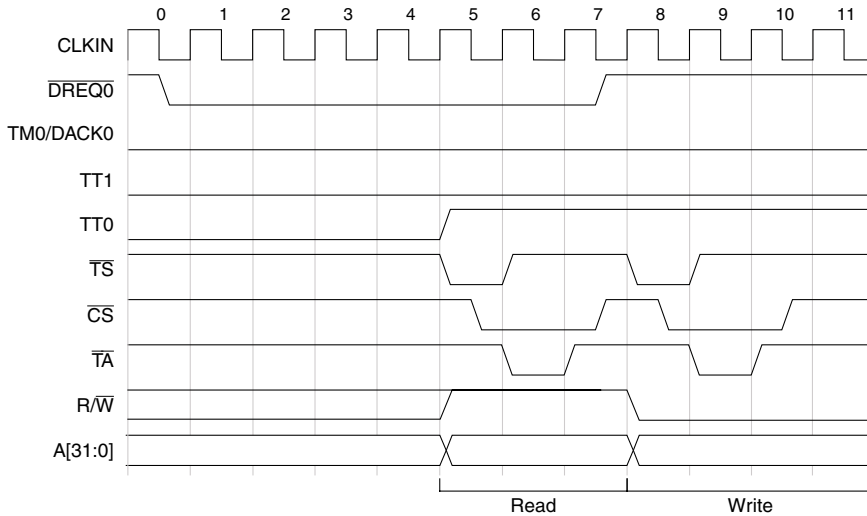 0 1 2 3 4 5 6 7 8 9 10 11
CLKIN
DREQ0
TM0/DACK0
TT1
TT0
TS
CS
TA
R/W
A[31:0]
Read Write